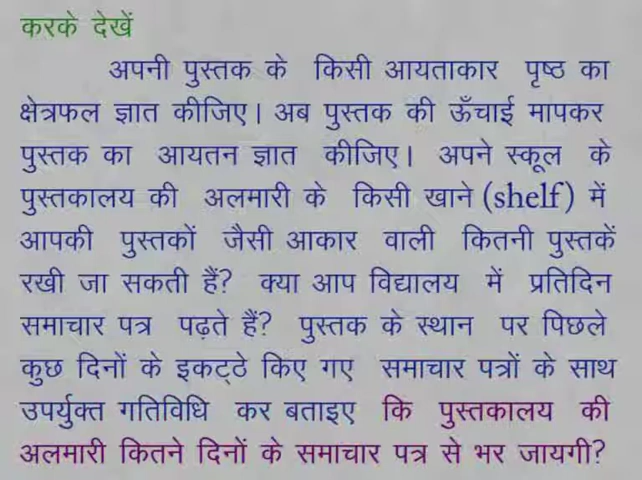 करके देखें
अपनी पुस्तक के किसी आयताकार पृष्ठ का
क्षेत्रफल ज्ञात कीजिए। अब पुस्तक की ऊँचाई मापकर
पुस्तक का आयतन ज्ञात कीजिए। अपने स्कूल के
पुस्तकालय की अलमारी के किसी खाने (shelf) में
आपकी पुस्तकों जैसी आकार वाली कितनी पुस्तकें
रखी जा सकती हैं? क्या आप विद्यालय में प्रतिदिन
समाचार पत्र पढ़ते हैं? पुस्तक के स्थान पर पिछले
कुछ दिनों के इकट्ठे किए गए समाचार पत्रों के साथ
उपर्युक्त गतिविधि कर बताइए कि पुस्तकालय की
अलमारी कितने दिनों के समाचार पत्र से भर जायगी?